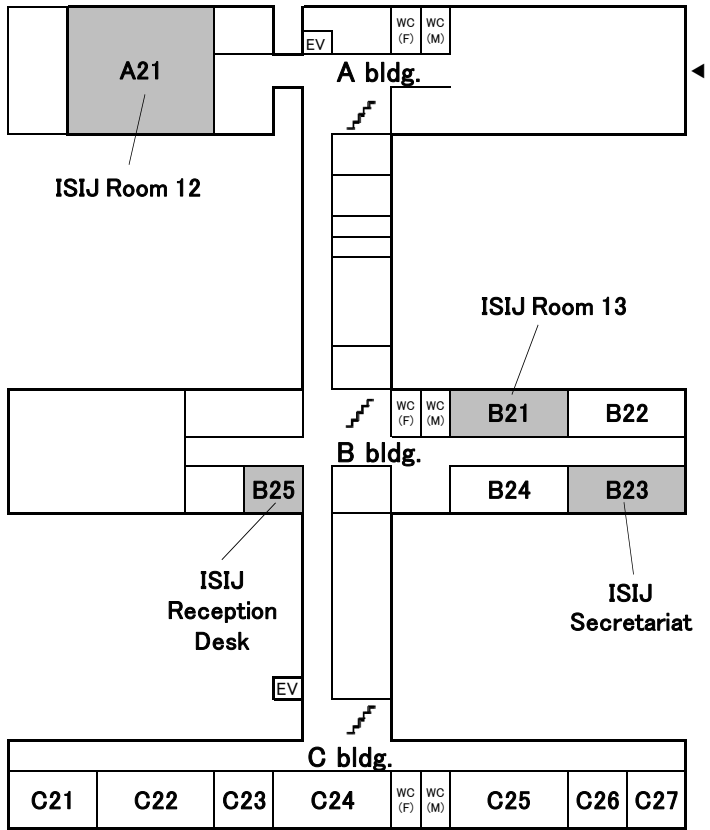 WC
(F)
WC
(M)
EV
A21
A bldg.
ISIJ Room 12
ISIJ Room 13
WC
(F)
WC
(M)
B21
B22
B bldg.
B25
B24
B23
ISIJ
Reception
Desk
ISIJ
Secretariat
EV
C bldg.
C21
C22
C23
C24
WC
(F)
WC
(M)
C25
C26
C27